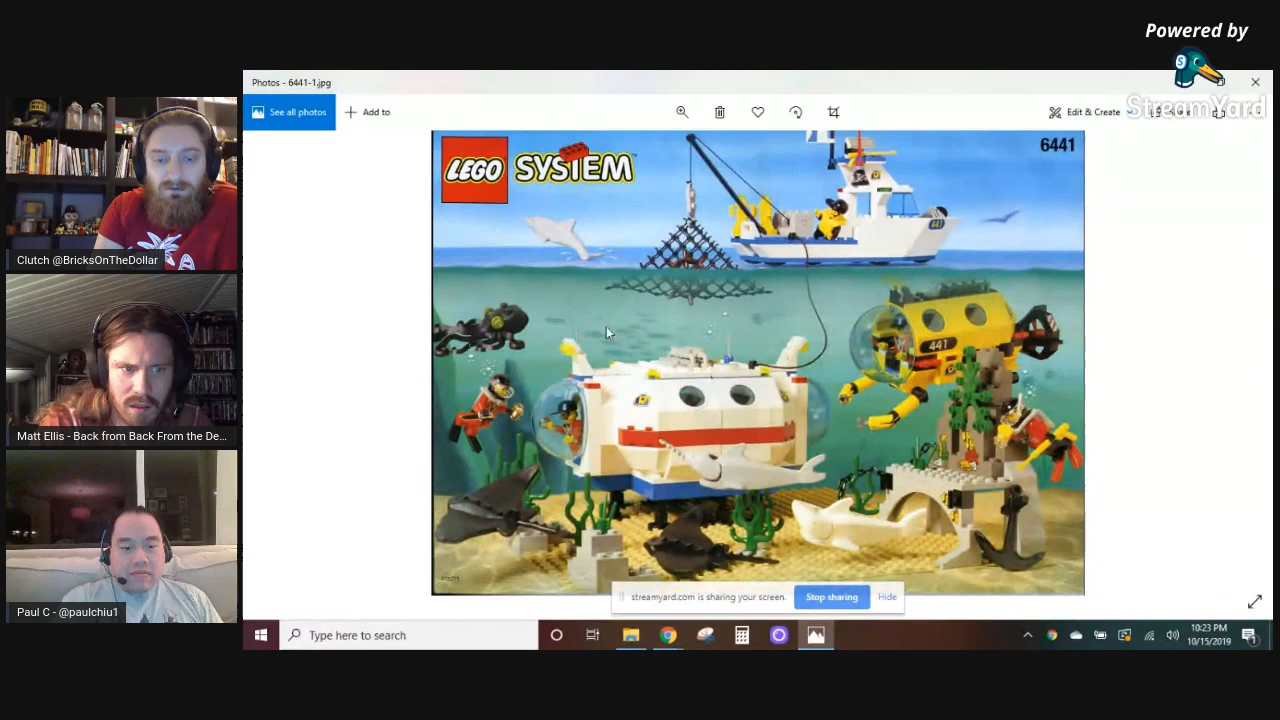 Powered by
StreamYard
Photos - 6441-1.jpg
See all photos
Add to
Edit & Create
LEGO SYSTEM
6441
441
441
Clutch @BricksOnTheDollar
Matt Ellis - Back from Back From the De...
Paul C - @paulchiu1
streamyard.com is sharing your screen.
Stop sharing
Hide
Type here to search
10:23 PM
10/15/2019